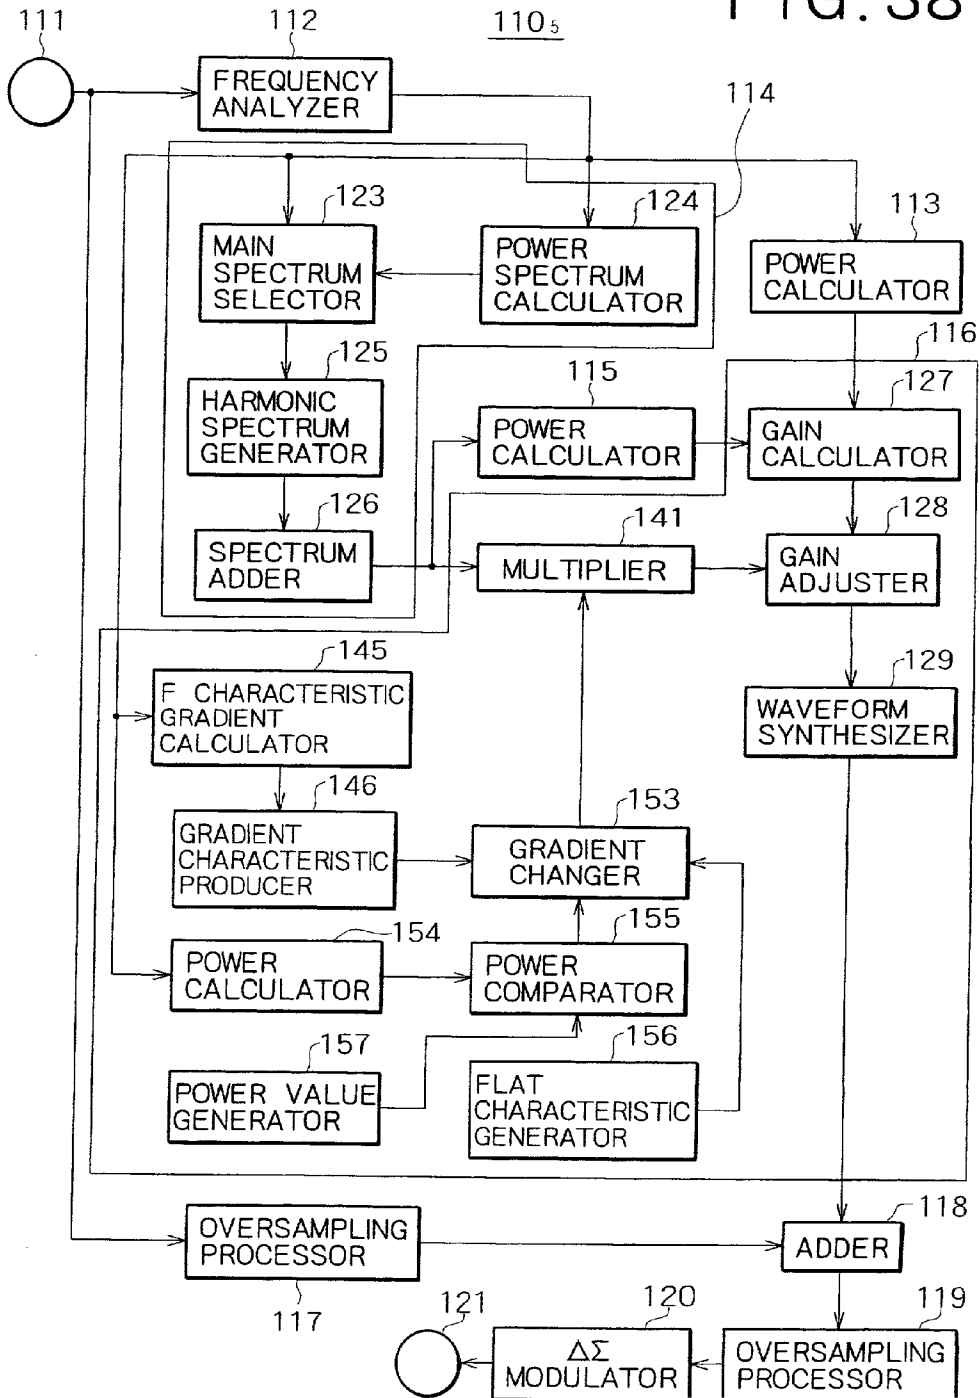 FIG. 38
111
112
110₅
FREQUENCY
ANALYZER
114
123
124
113
MAIN
SPECTRUM
SELECTOR
POWER
SPECTRUM
CALCULATOR
POWER
CALCULATOR
116
125
115
127
HARMONIC
SPECTRUM
GENERATOR
POWER
CALCULATOR
GAIN
CALCULATOR
126
141
128
SPECTRUM
ADDER
MULTIPLIER
GAIN
ADJUSTER
145
129
F CHARACTERISTIC
GRADIENT
CALCULATOR
WAVEFORM
SYNTHESIZER
146
153
GRADIENT
CHARACTERISTIC
PRODUCER
GRADIENT
CHANGER
154
155
POWER
CALCULATOR
POWER
COMPARATOR
157
156
POWER VALUE
GENERATOR
FLAT
CHARACTERISTIC
GENERATOR
118
OVERSAMPLING
PROCESSOR
ADDER
117
121
120
119
ΔΣ
MODULATOR
OVERSAMPLING
PROCESSOR